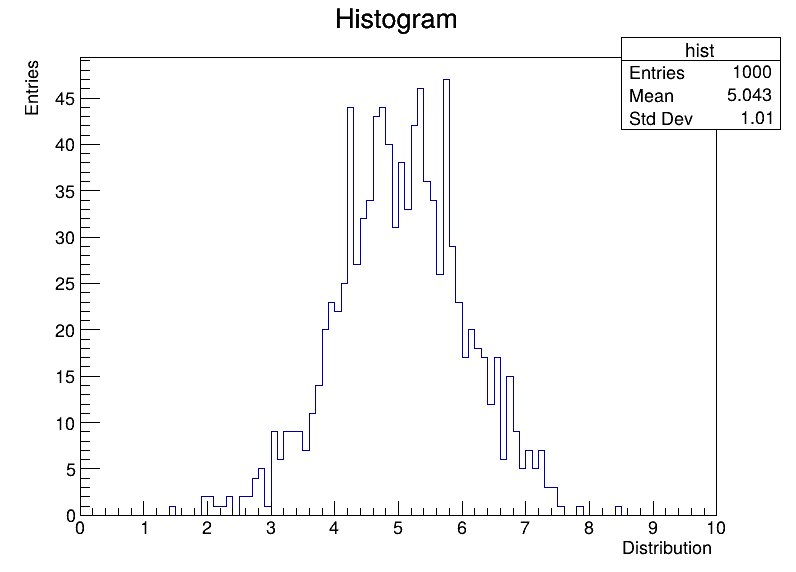 Histogram
hist
Entries 1000
Mean 5.043
Std Dev 1.01
Entries
45
40
35
30
25
20
15
10
5
0
0 1 2 3 4 5 6 7 8 9 10
Distribution